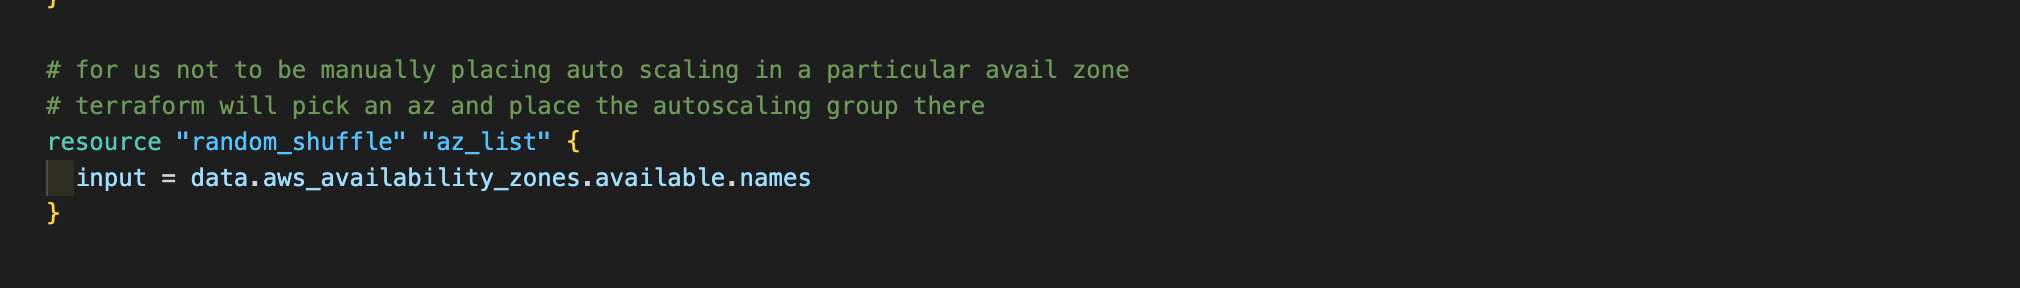 }
# for us not to be manually placing auto scaling in a particular avail zone
# terraform will pick an az and place the autoscaling group there
resource "random_shuffle" "az_list" {
  input = data.aws_availability_zones.available.names
}